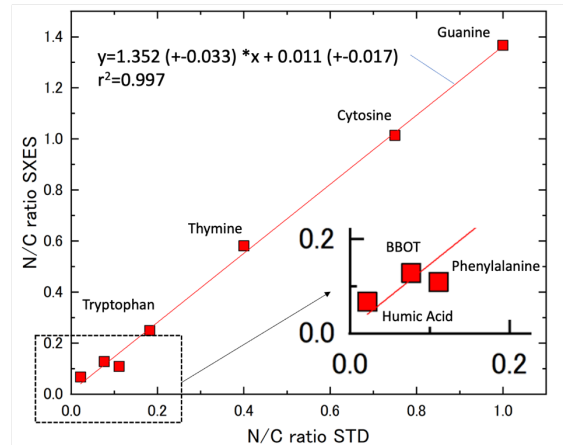 y=1.352 (+-0.033) *x + 0.011 (+-0.017)
r²=0.997
Guanine
Cytosine
Thymine
Tryptophan
BBOT
Phenylalanine
Humic Acid
0.2
0.0
0.0
0.2
N/C ratio SXES
1.4
1.2
1.0
0.8
0.6
0.4
0.2
0.0
0.0
0.2
0.4
0.6
0.8
1.0
N/C ratio STD